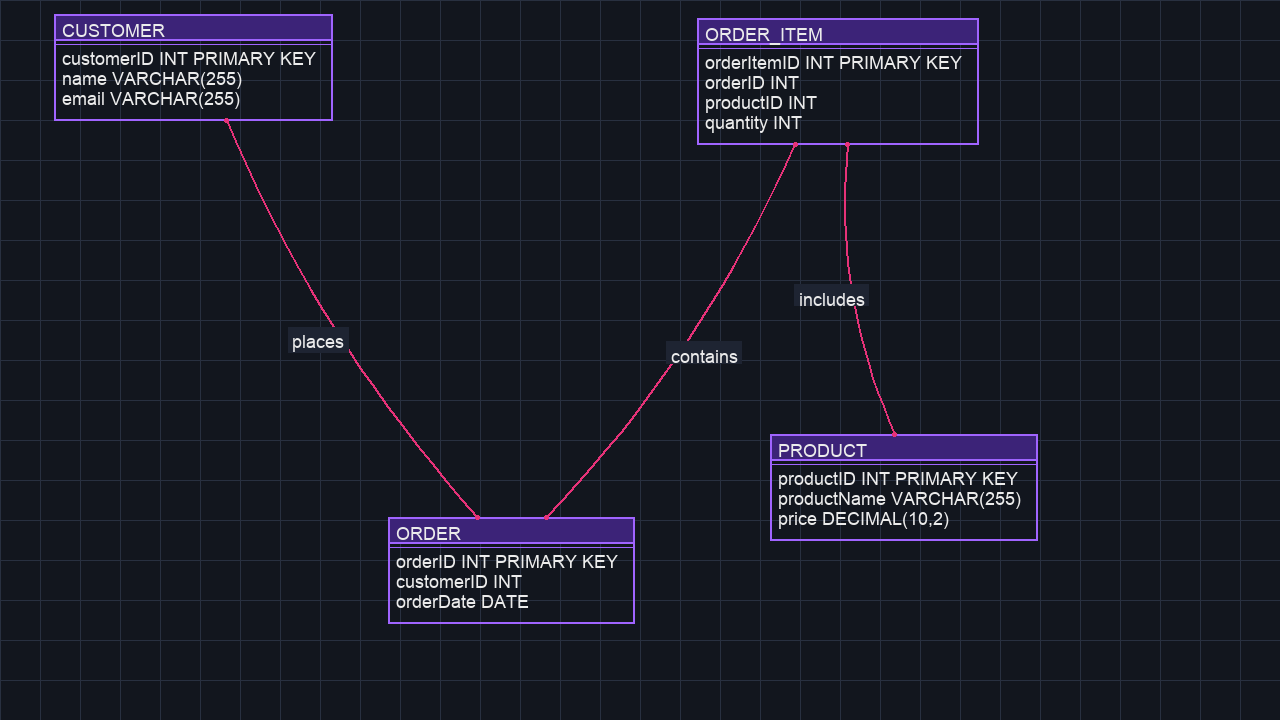 CUSTOMER
customerID INT PRIMARY KEY
name VARCHAR(255)
email VARCHAR(255)
ORDER_ITEM
orderItemID INT PRIMARY KEY
orderID INT
productID INT
quantity INT
places
contains
includes
ORDER
orderID INT PRIMARY KEY
customerID INT
orderDate DATE
PRODUCT
productID INT PRIMARY KEY
productName VARCHAR(255)
price DECIMAL(10,2)